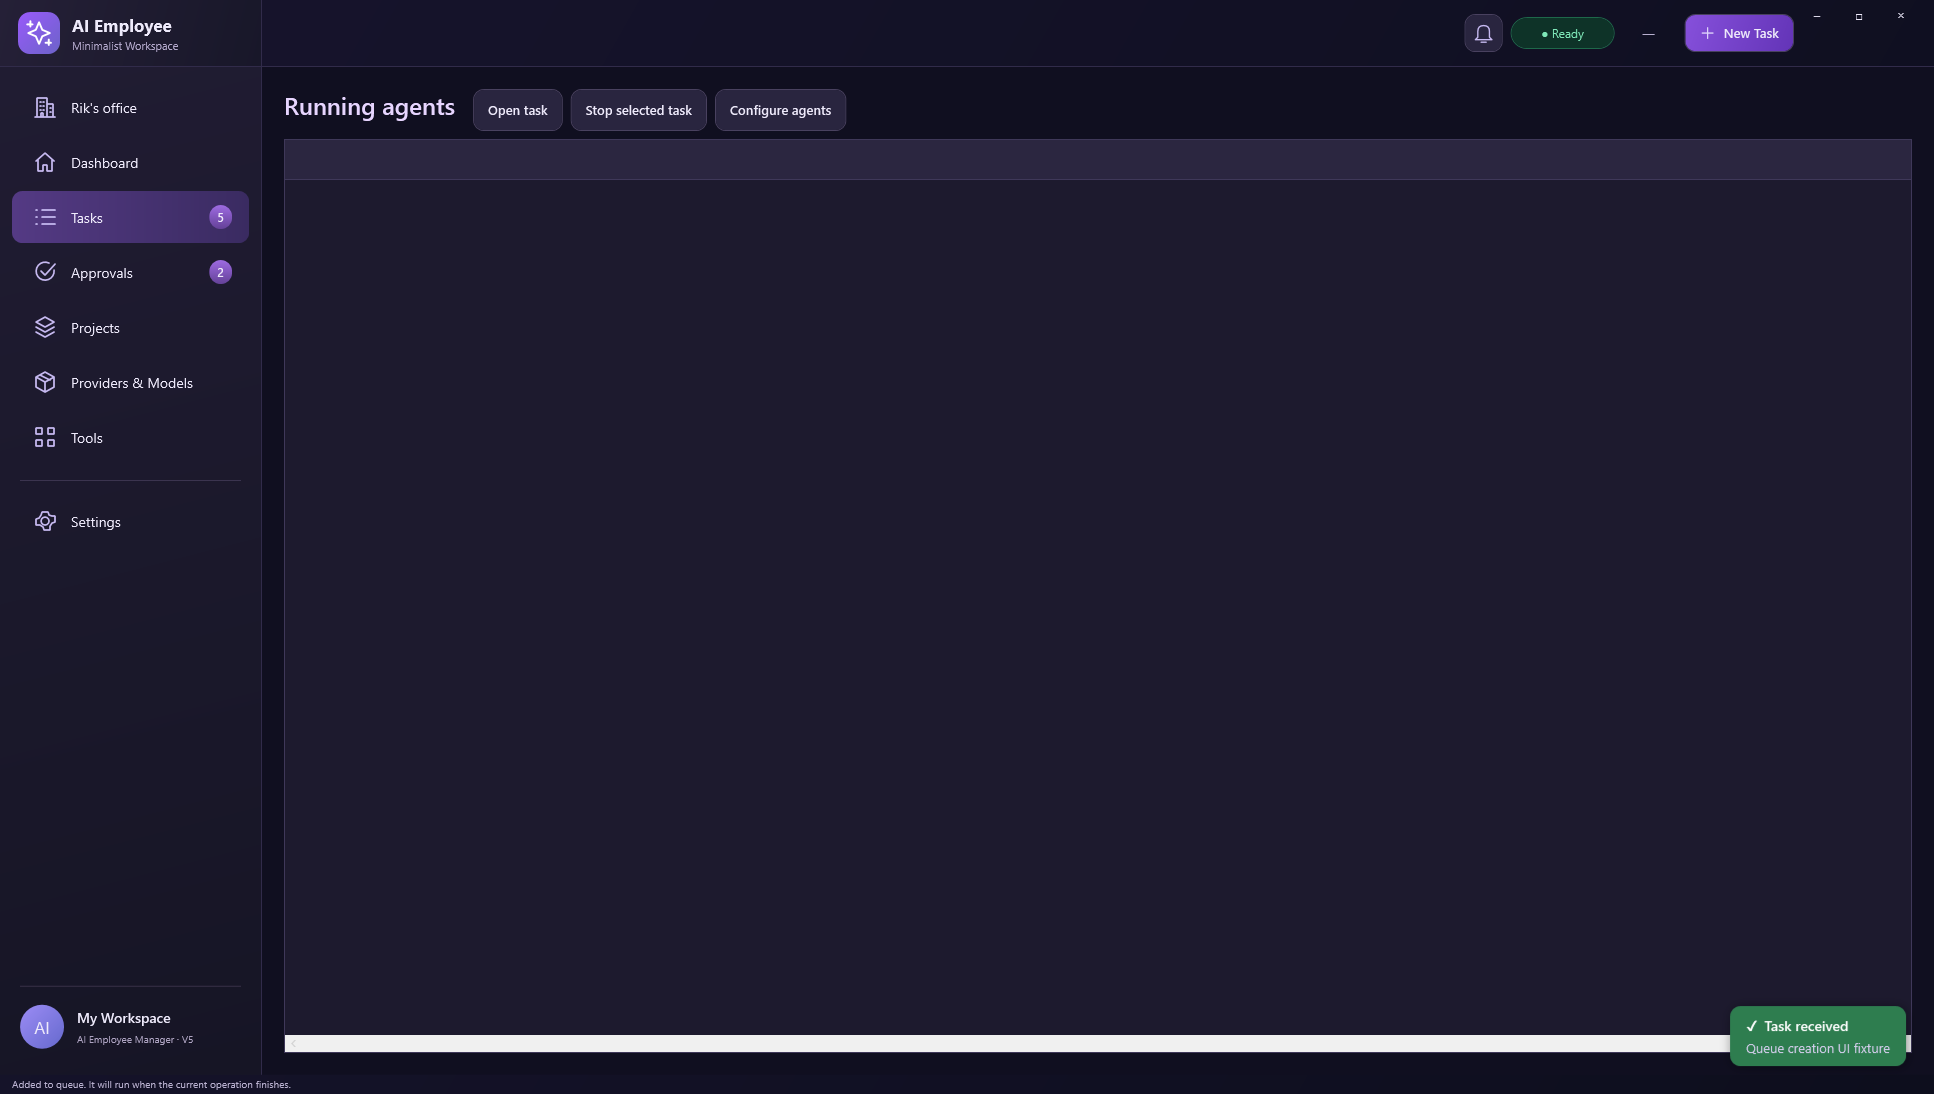 AI Employee
Minimalist Workspace
● Ready
—
New Task
Rik's office
Dashboard
Tasks 5
Approvals 2
Projects
Providers & Models
Tools
Settings
Running agents
Open task
Stop selected task
Configure agents
✓ Task received
Queue creation UI fixture
AI
My Workspace
AI Employee Manager · V5
Added to queue. It will run when the current operation finishes.